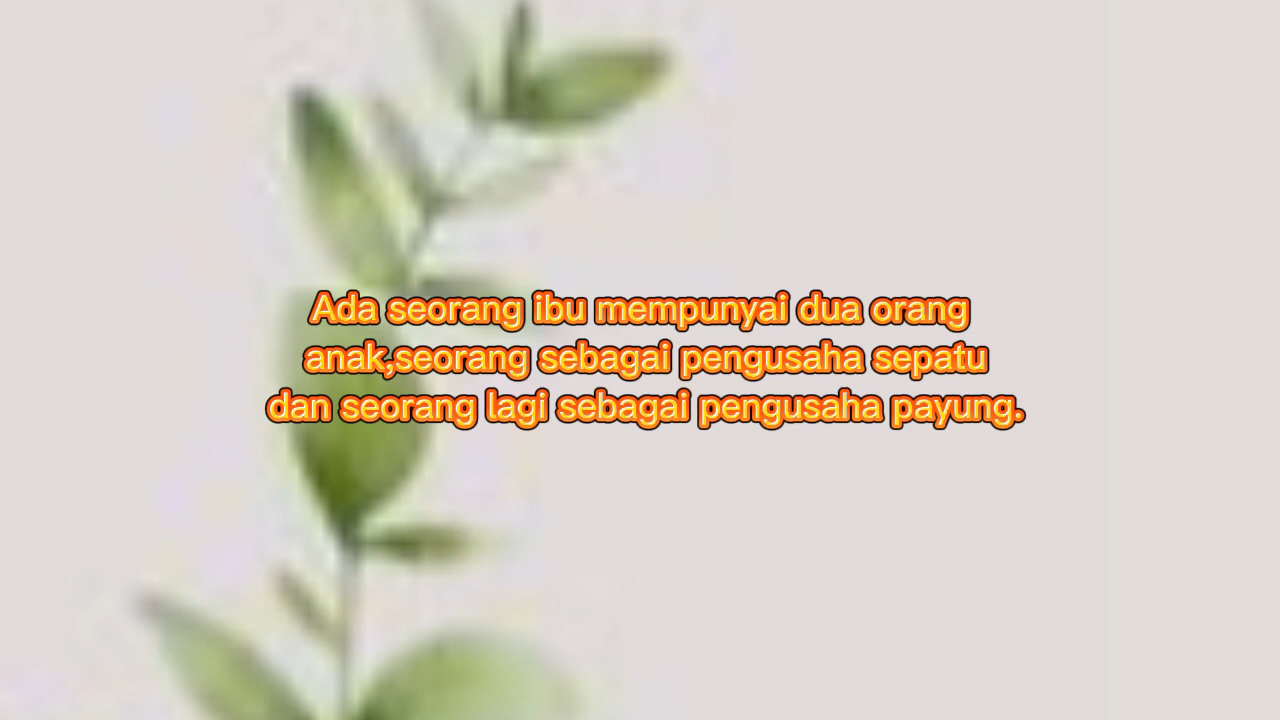 Ada seorang ibu mempunyai dua orang
anak,seorang sebagai pengusaha sepatu
dan seorang lagi sebagai pengusaha payung.